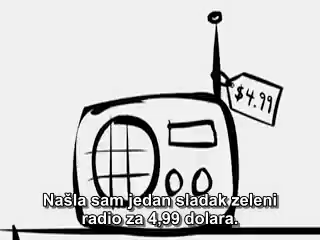 $4.99
Našla sam jedan sladak zeleni
radio za 4,99 dolara.